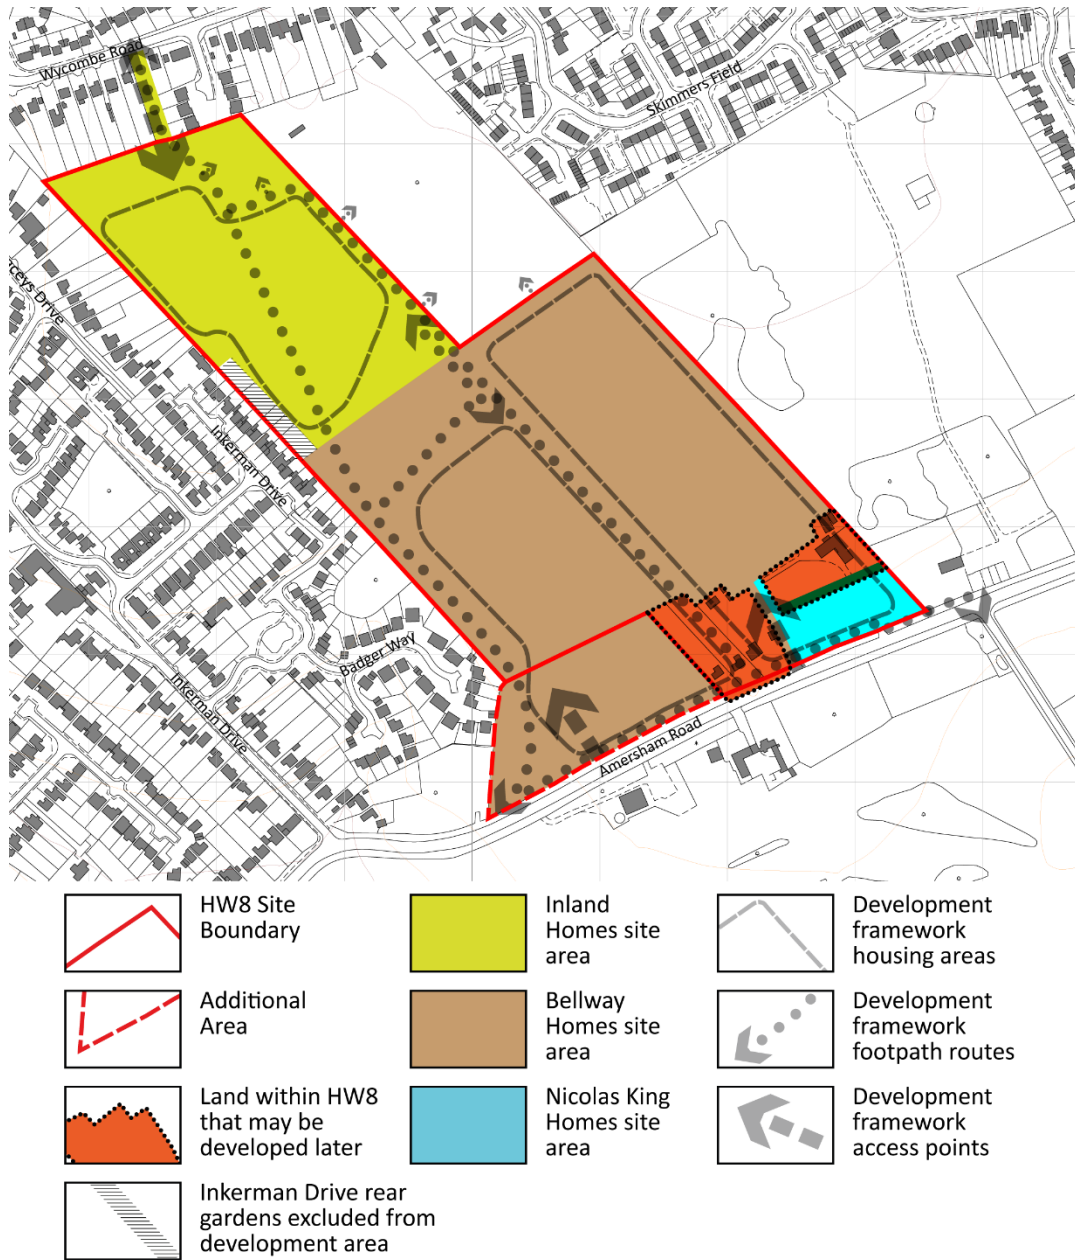 Wycombe Road
Skimmers Field
ceys Drive
Inkerman Drive
Badger Way
Inkerman Drive
Amersham Road
HW8 Site
Boundary
Inland
Homes site
area
Development
framework
housing areas
Additional
Area
Bellway
Homes site
area
Development
framework
footpath routes
Land within HW8
that may be
developed later
Nicolas King
Homes site
area
Development
framework
access points
Inkerman Drive rear
gardens excluded from
development area